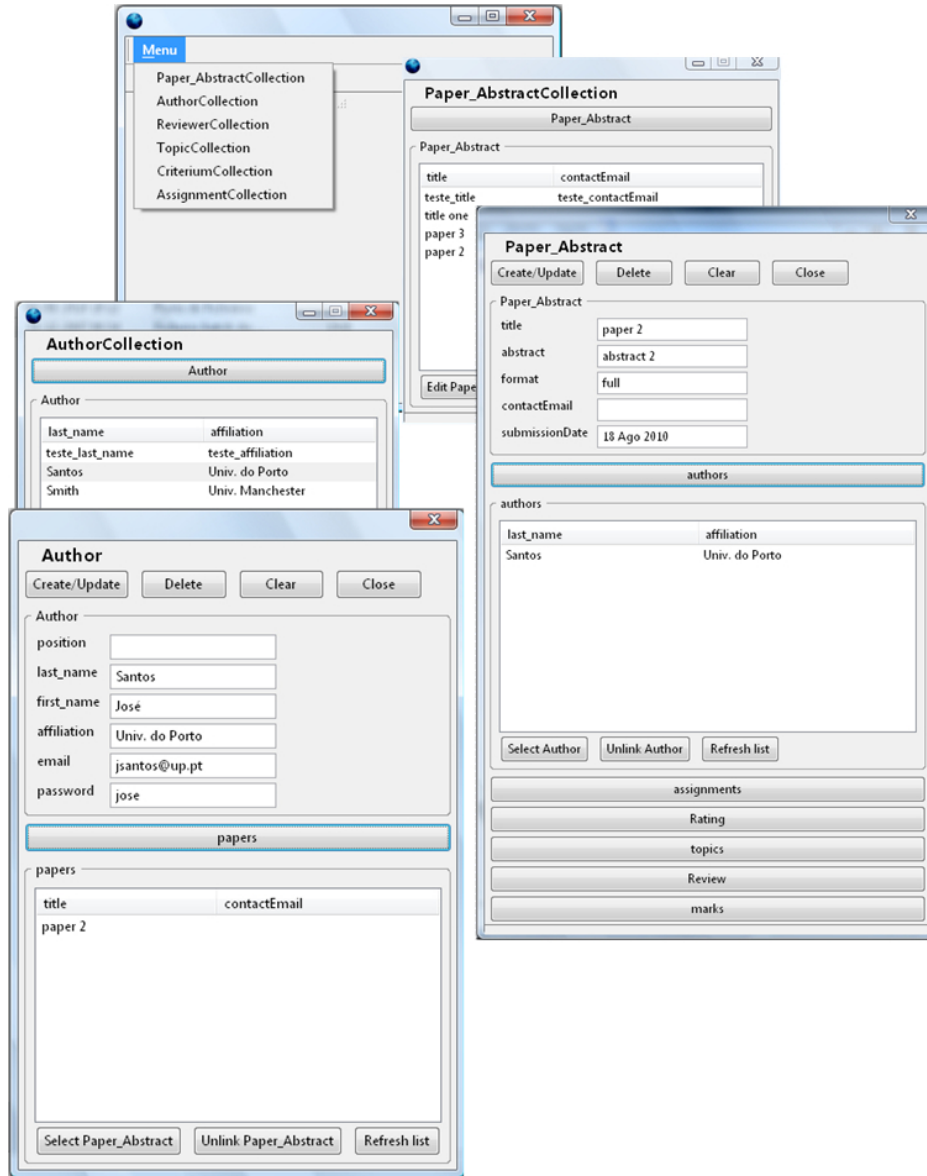 Menu
Paper_AbstractCollection
AuthorCollection
ReviewerCollection
TopicCollection
CriteriumCollection
AssignmentCollection
Paper_AbstractCollection
Paper_Abstract
Paper_Abstract
title contactEmail
teste_title teste_contactEmail
title one
paper 3
paper 2
Edit Pape
AuthorCollection
Author
Author
last_name affiliation
teste_last_name teste_affiliation
Santos Univ. do Porto
Smith Univ. Manchester
Paper_Abstract
Create/Update Delete Clear Close
Paper_Abstract
title paper 2
abstract abstract 2
format full
contactEmail
submissionDate 18 Ago 2010
authors
authors
last_name affiliation
Santos Univ. do Porto
Select Author Unlink Author Refresh list
assignments
Rating
topics
Review
marks
Author
Create/Update Delete Clear Close
Author
position
last_name Santos
first_name José
affiliation Univ. do Porto
email jsantos@up.pt
password jose
papers
papers
title contactEmail
paper 2
Select Paper_Abstract Unlink Paper_Abstract Refresh list